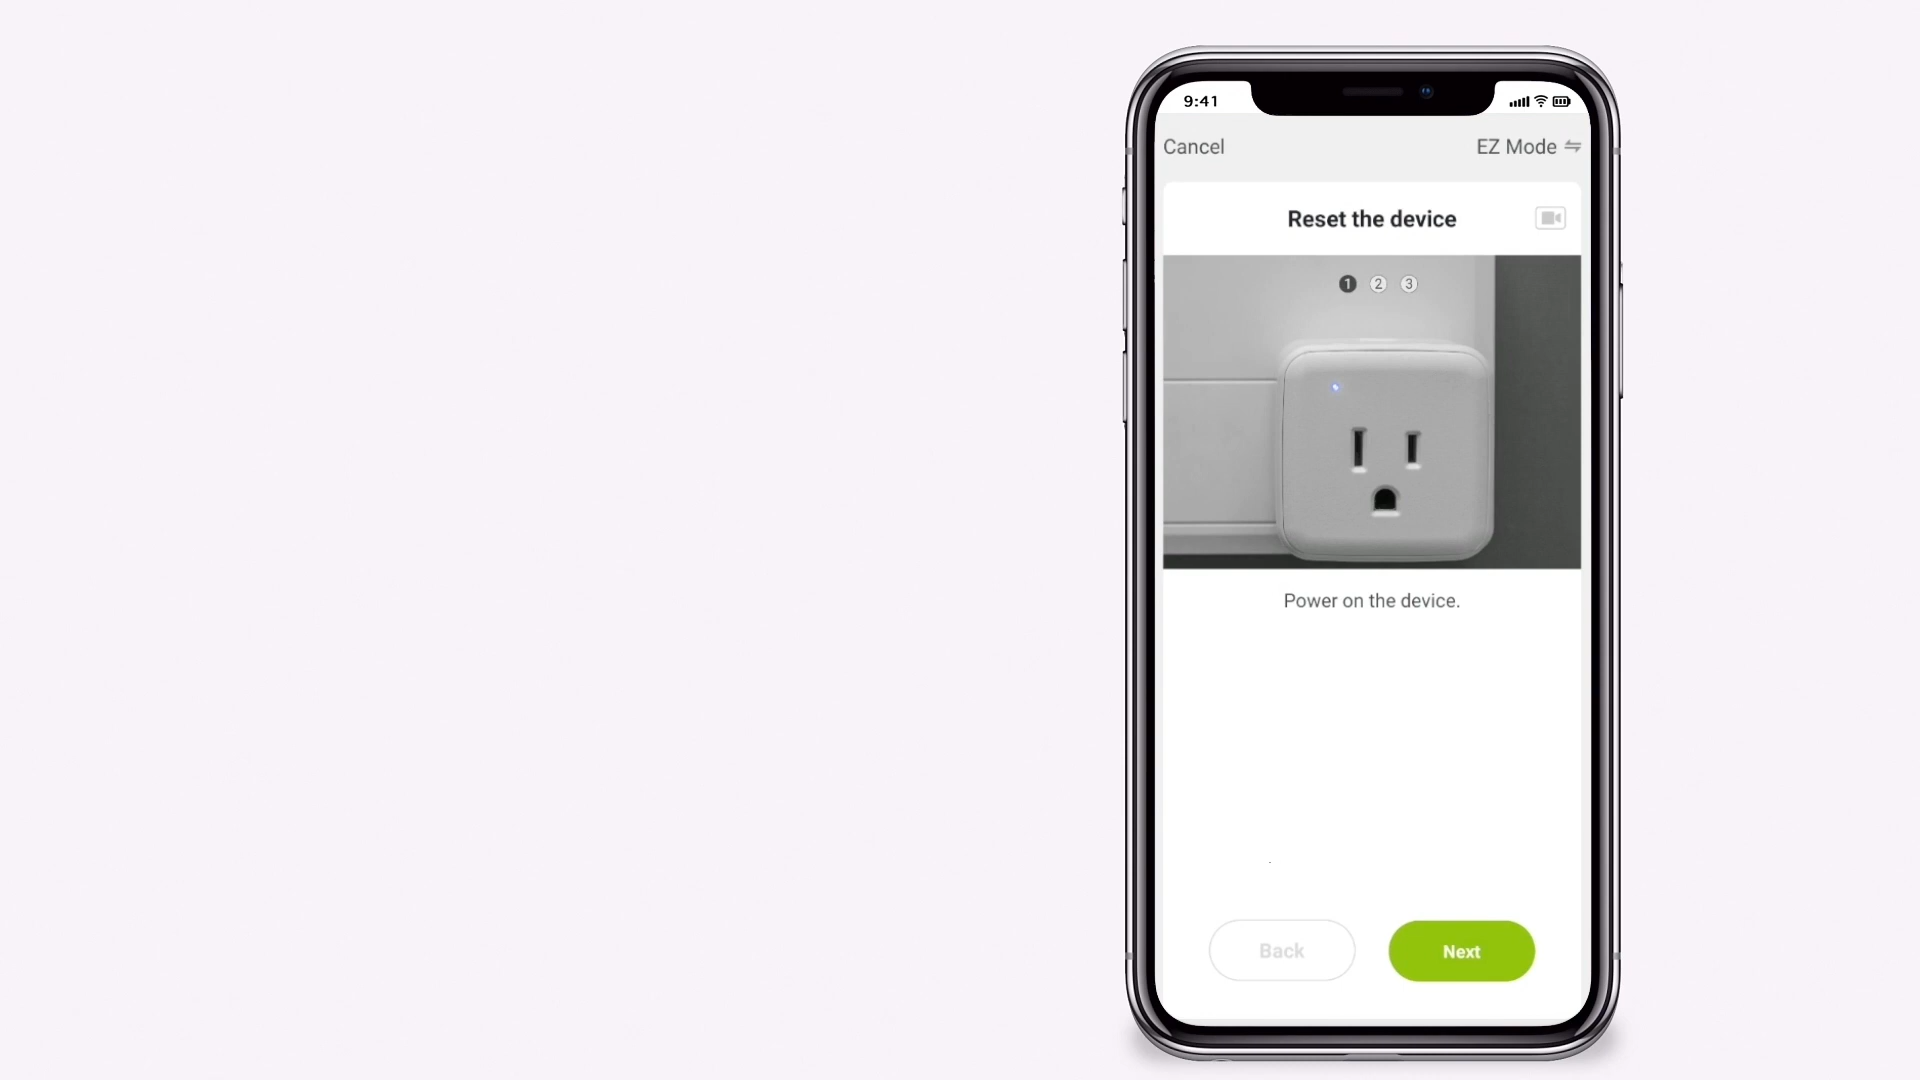 9:41
Cancel EZ Mode
Reset the device
1 2 3
Power on the device.
Back Next